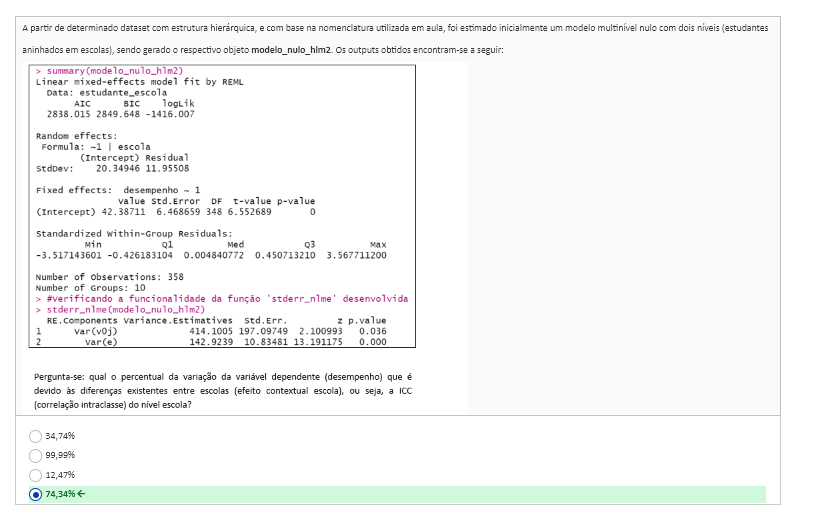 A partir de determinado dataset com estrutura hierárquica, e com base na nomenclatura utilizada em aula, foi estimado inicialmente um modelo multinível nulo com dois níveis (estudantes
aninhados em escolas), sendo gerado o respectivo objeto modelo_nulo_hlm2. Os outputs obtidos encontram-se a seguir:
> summary(modelo_nulo_hlm2)
Linear mixed-effects model fit by REML
Data: estudante_escola
AIC BIC logLik
2838.015 2849.648 -1416.007
Random effects:
Formula: ~1 | escola
(Intercept) Residual
StdDev: 20.34946 11.95508
Fixed effects: desempenho ~ 1
Value Std.Error DF t-value p-value
(Intercept) 42.38711 6.468659 348 6.552689 0
Standardized Within-Group Residuals:
Min Q1 Med Q3 Max
-3.517143601 -0.426183104 0.004840772 0.450713210 3.567711200
Number of Observations: 358
Number of Groups: 10
> #verificando a funcionalidade da função 'stderr_nlme' desenvolvida
> stderr_nlme(modelo_nulo_hlm2)
RE.Components Variance.Estimatives Std.Err. z p.value
1 Var(v0j) 414.1005 197.09749 2.100993 0.036
2 Var(e) 142.9239 10.83481 13.191175 0.000
Pergunta-se: qual o percentual da variação da variável dependente (desempenho) que é
devido às diferenças existentes entre escolas (efeito contextual escola), ou seja, a ICC
(correlação intraclasse) do nível escola?
34,74%
99,99%
12,47%
74,34% ←